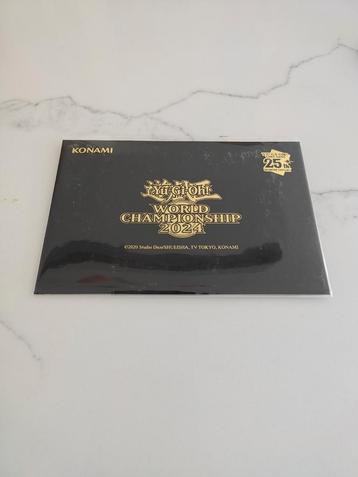 KONAMI
25th
Yu-Gi-Oh!
WORLD
CHAMPIONSHIP
2024
©2020 Studio Dice/SHUEISHA, TV TOKYO, KONAMI